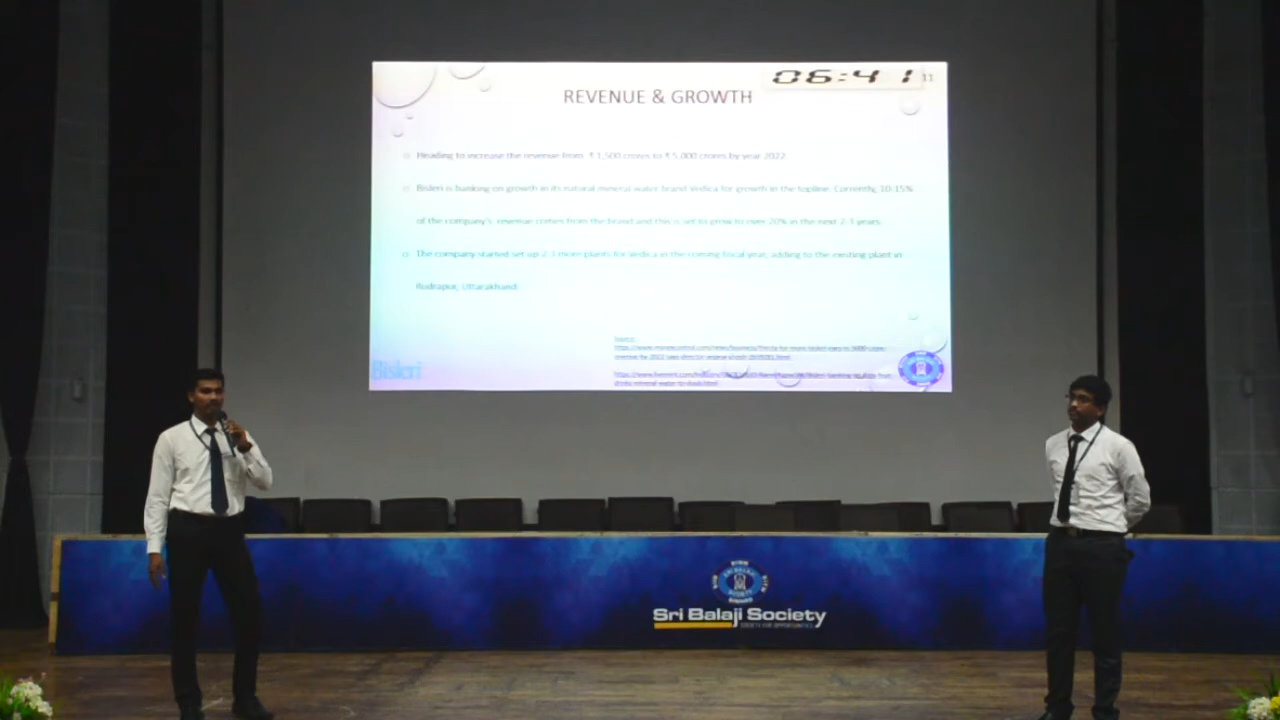 06:41
11
REVENUE & GROWTH
Heading to increase the revenue from ₹ 1,500 crores to ₹ 5,000 crores by year 2022.
Bisleri is banking on growth in its natural mineral water brand Vedica for growth in the topline. Currently, 10-15%
of the company's revenue comes from the brand and this is set to grow to over 20% in the next 2-3 years.
The company started set up 2-3 more plants for Vedica in the coming fiscal year, adding to the existing plant in
Rudrapur, Uttarakhand.
Bisleri
Sri Balaji Society